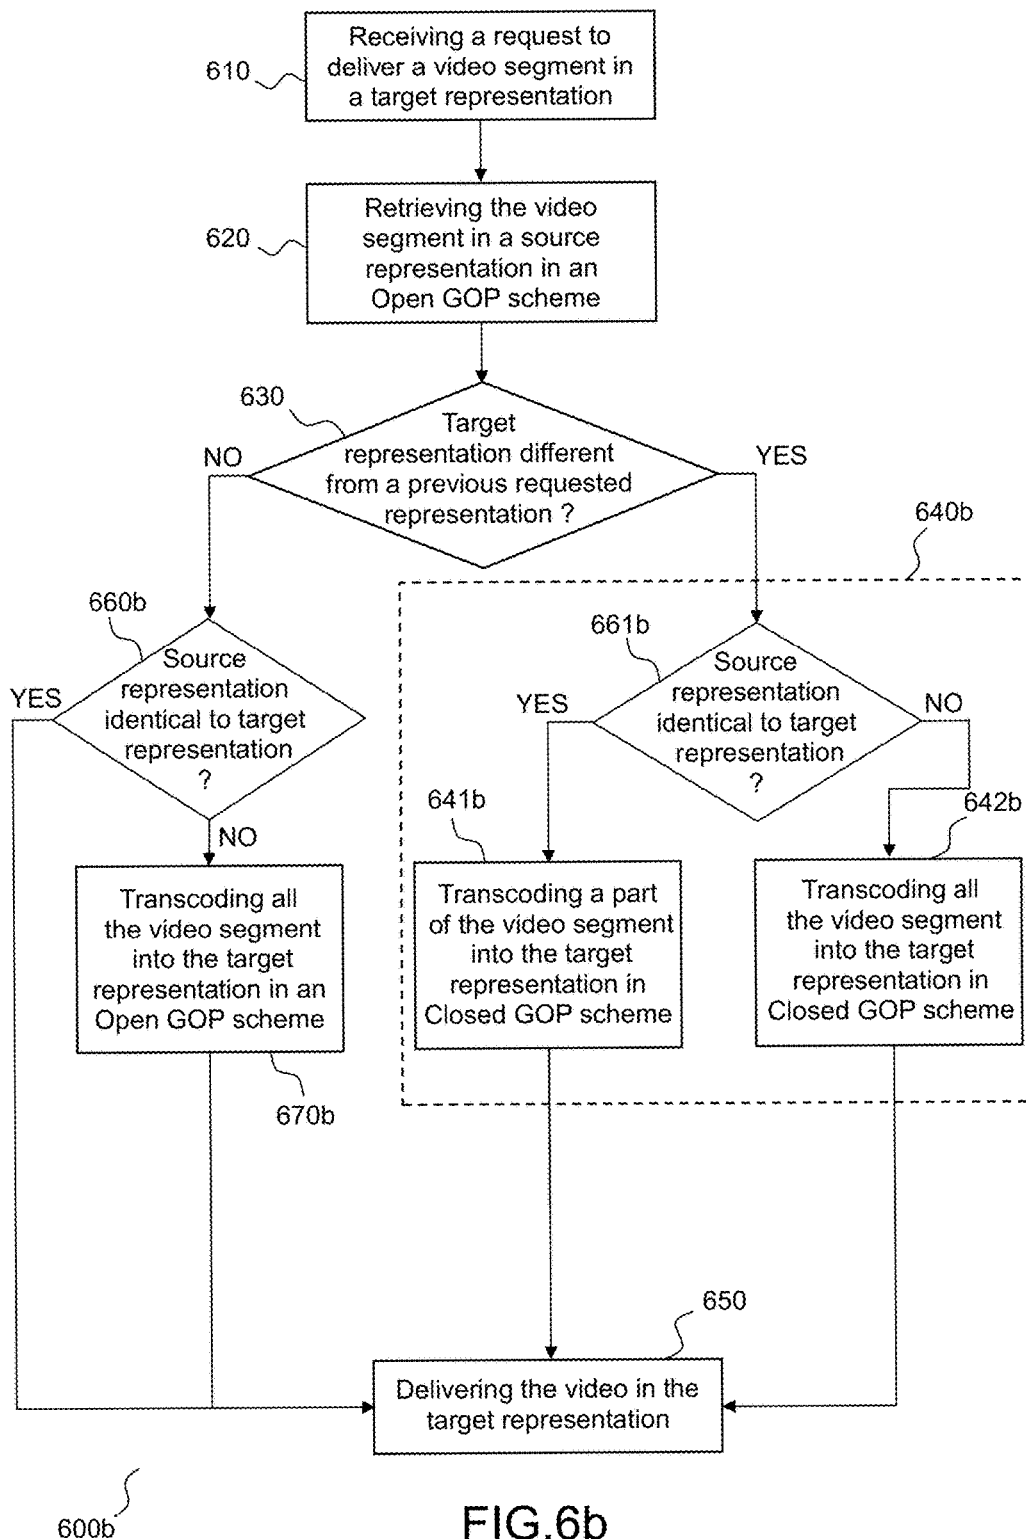 Receiving a request to
deliver a video segment in
a target representation
610
Retrieving the video
segment in a source
representation in an
Open GOP scheme
620
630
Target
representation different
from a previous requested
representation ?
NO
YES
640b
660b
Source
representation
identical to target
representation
?
YES
NO
661b
Source
representation
identical to target
representation
?
YES
NO
641b
642b
Transcoding all
the video segment
into the target
representation in an
Open GOP scheme
670b
Transcoding a part
of the video segment
into the target
representation in
Closed GOP scheme
Transcoding all
the video segment
into the target
representation in
Closed GOP scheme
650
Delivering the video in the
target representation
600b
FIG.6b